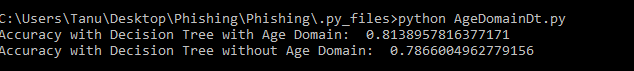 C:\Users\Tanu\Desktop\Phishing\Phishing\.py_files>python AgeDomainDt.py
Accuracy with Decision Tree with Age Domain:  0.8138957816377171
Accuracy with Decision Tree without Age Domain:  0.7866004962779156